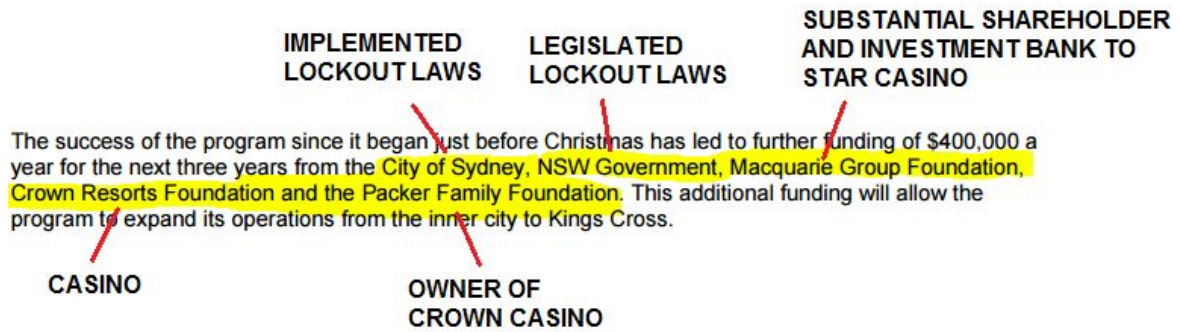 IMPLEMENTED
LOCKOUT LAWS
LEGISLATED
LOCKOUT LAWS
SUBSTANTIAL SHAREHOLDER
AND INVESTMENT BANK TO
STAR CASINO
The success of the program since it began just before Christmas has led to further funding of $400,000 a
year for the next three years from the City of Sydney, NSW Government, Macquarie Group Foundation,
Crown Resorts Foundation and the Packer Family Foundation. This additional funding will allow the
program to expand its operations from the inner city to Kings Cross.
CASINO
OWNER OF
CROWN CASINO